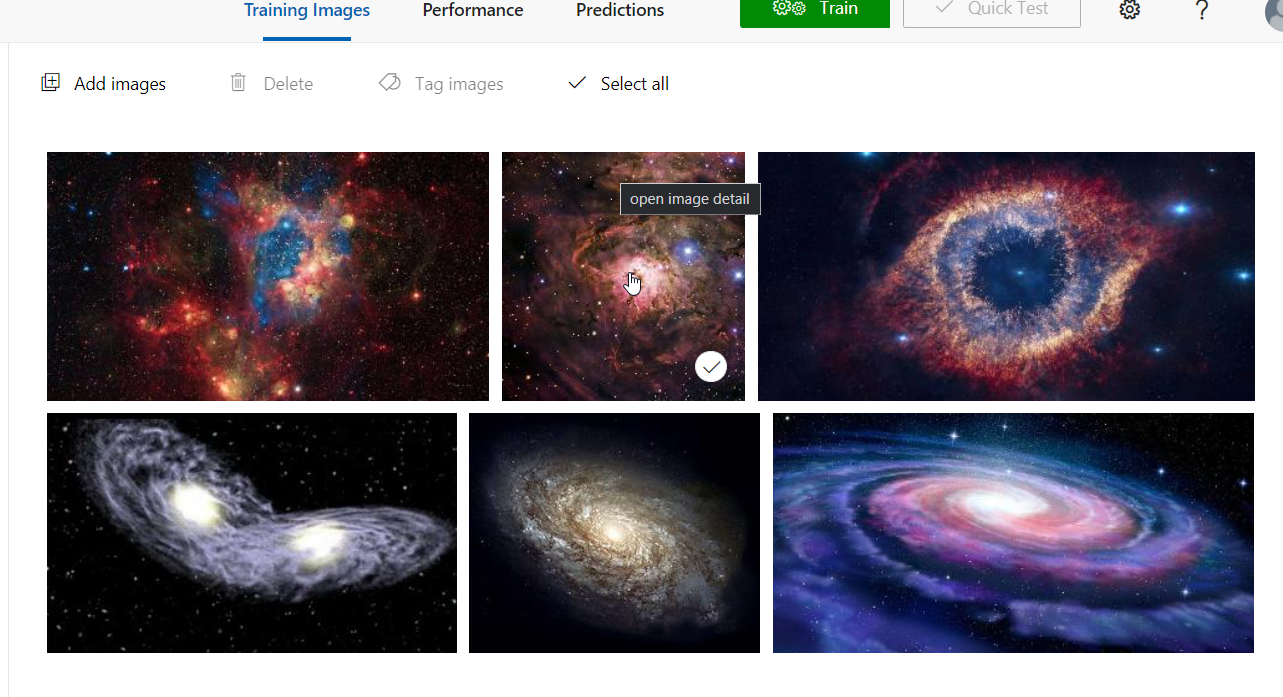 Training Images Performance Predictions Train Quick Test ?
Add images Delete Tag images Select all
open image detail